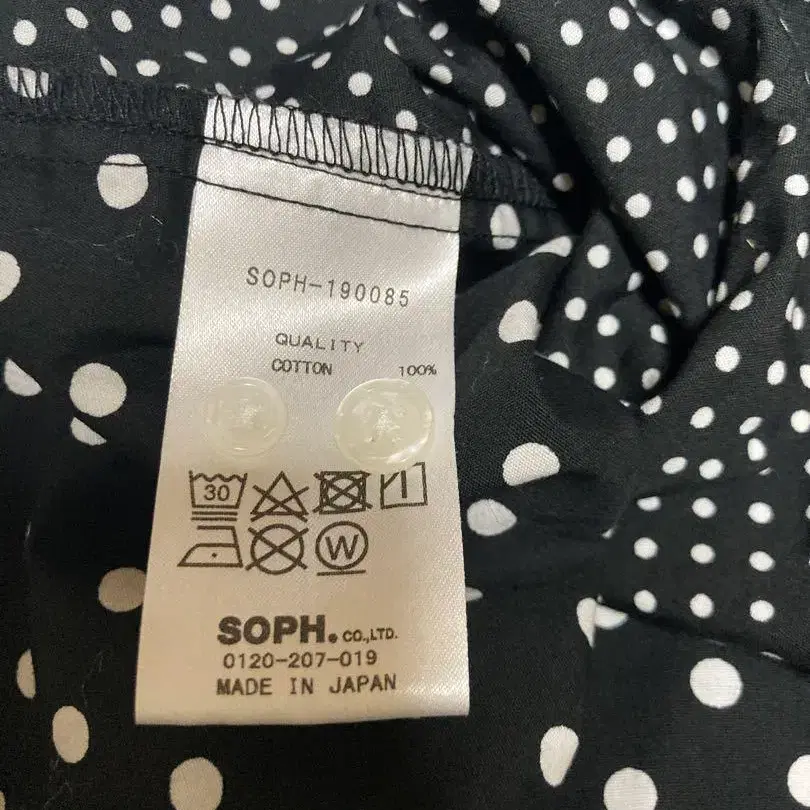 SOPH-190085
QUALITY
COTTON 100%
30
W
SOPH. CO.,LTD.
0120-207-019
MADE IN JAPAN